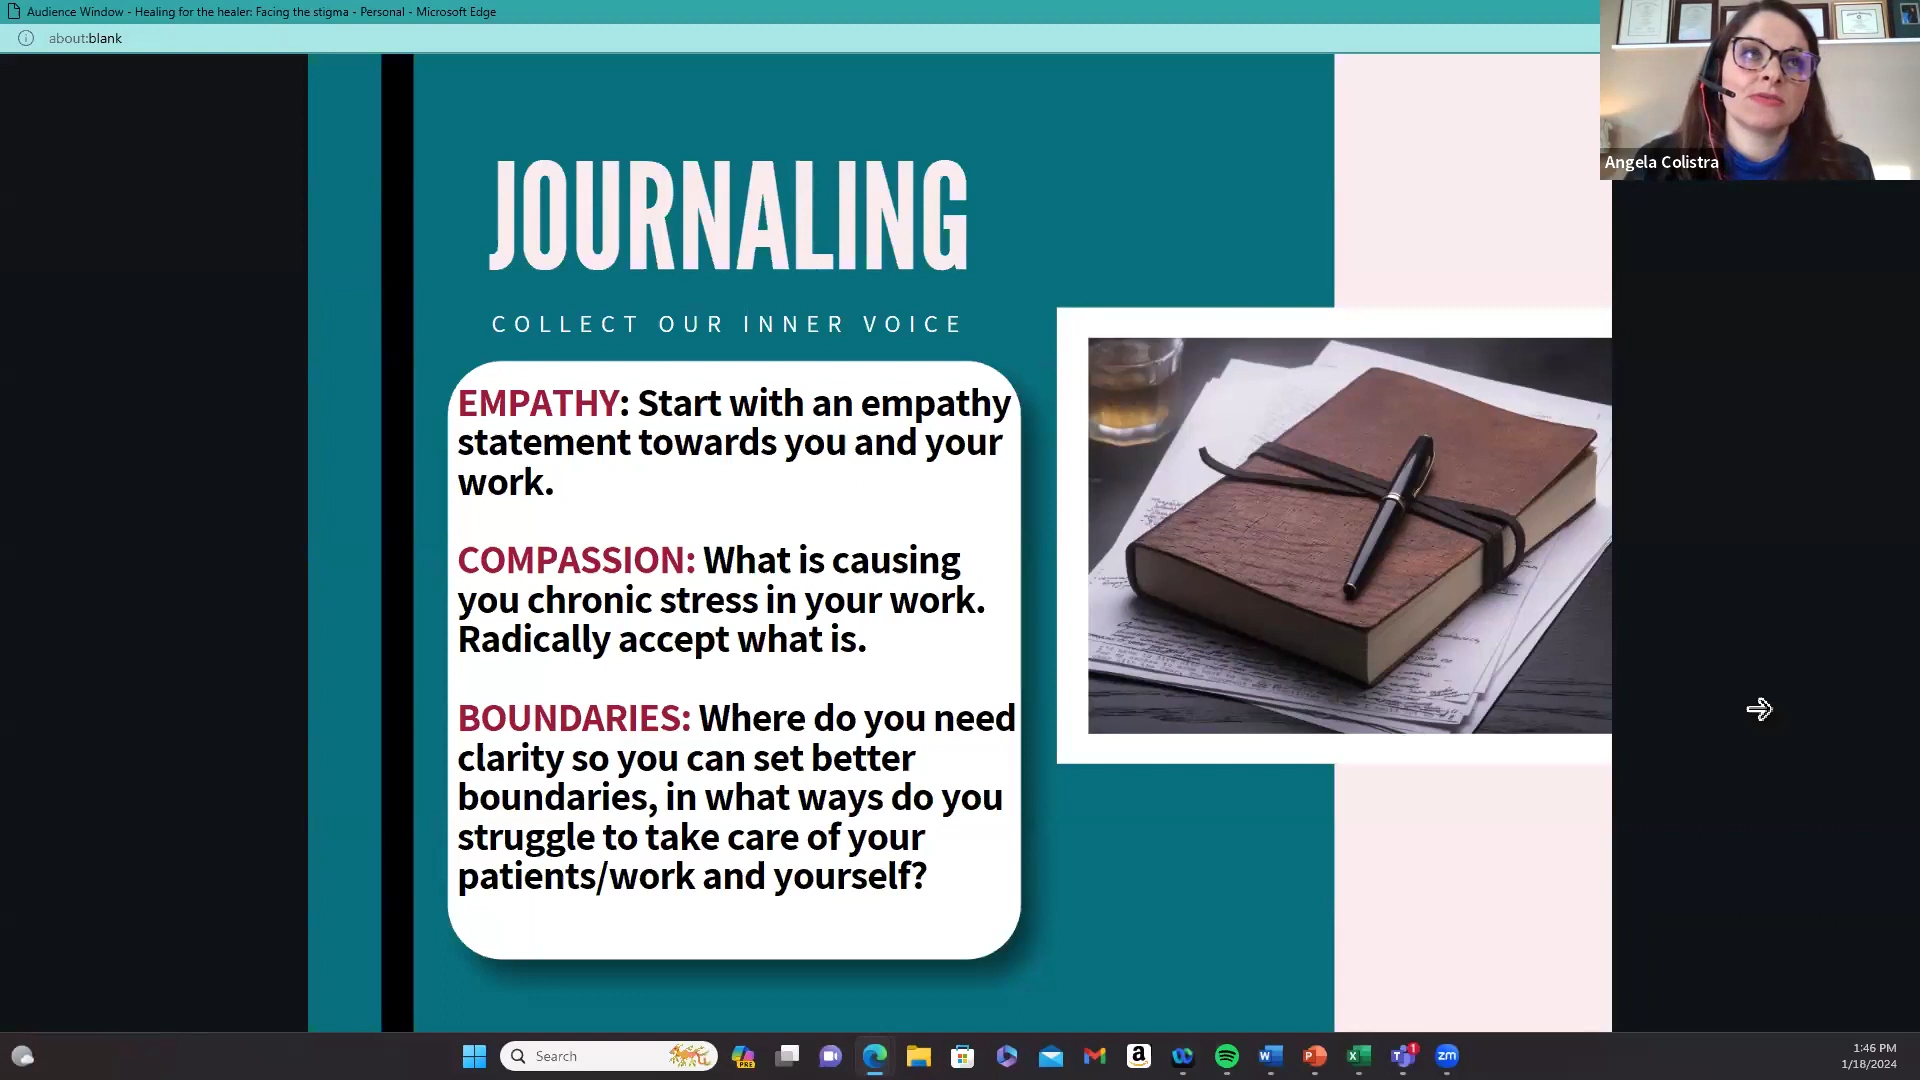 Audience Window - Healing for the healer: Facing the stigma - Personal - Microsoft Edge
about:blank
Angela Colistra
JOURNALING
COLLECT OUR INNER VOICE
EMPATHY: Start with an empathy
statement towards you and your
work.
COMPASSION: What is causing
you chronic stress in your work.
Radically accept what is.
BOUNDARIES: Where do you need
clarity so you can set better
boundaries, in what ways do you
struggle to take care of your
patients/work and yourself?
Search
PRE
a
W
P
X
T
1
zm
1:46 PM
1/18/2024